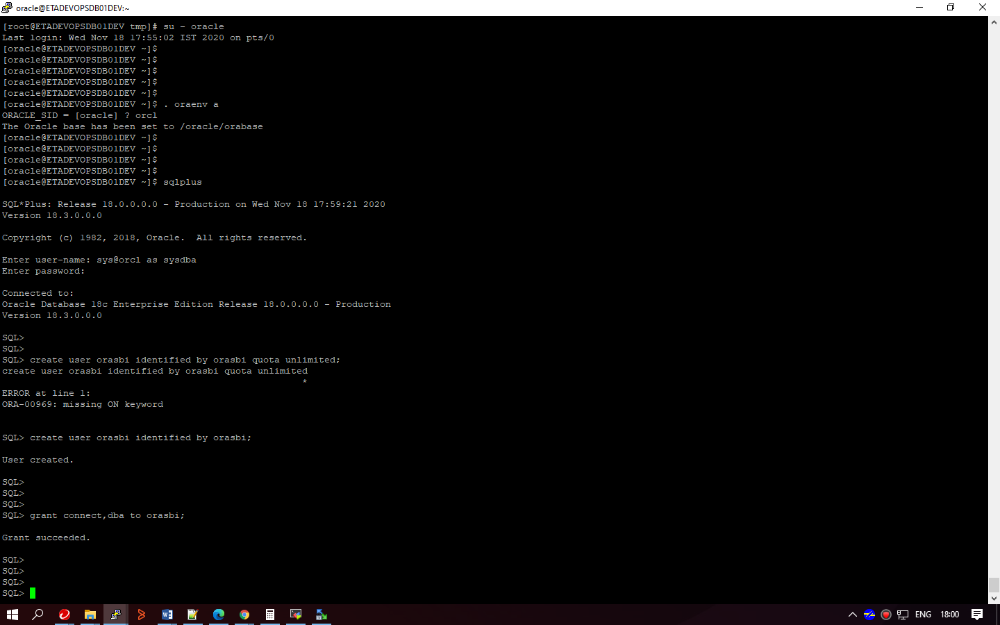 oracle@ETADEVOPSDB01DEV:~
[root@ETADEVOPSDB01DEV tmp]# su - oracle
Last login: Wed Nov 18 17:55:02 IST 2020 on pts/0
[oracle@ETADEVOPSDB01DEV ~]$
[oracle@ETADEVOPSDB01DEV ~]$
[oracle@ETADEVOPSDB01DEV ~]$
[oracle@ETADEVOPSDB01DEV ~]$
[oracle@ETADEVOPSDB01DEV ~]$
[oracle@ETADEVOPSDB01DEV ~]$ . oraenv a
ORACLE_SID = [oracle] ? orcl
The Oracle base has been set to /oracle/orabase
[oracle@ETADEVOPSDB01DEV ~]$
[oracle@ETADEVOPSDB01DEV ~]$
[oracle@ETADEVOPSDB01DEV ~]$
[oracle@ETADEVOPSDB01DEV ~]$
[oracle@ETADEVOPSDB01DEV ~]$ sqlplus
SQL*Plus: Release 18.0.0.0.0 - Production on Wed Nov 18 17:59:21 2020
Version 18.3.0.0.0
Copyright (c) 1982, 2018, Oracle.  All rights reserved.
Enter user-name: sys@orcl as sysdba
Enter password:
Connected to:
Oracle Database 18c Enterprise Edition Release 18.0.0.0.0 - Production
Version 18.3.0.0.0
SQL>
SQL>
SQL> create user orasbi identified by orasbi quota unlimited;
create user orasbi identified by orasbi quota unlimited
*
ERROR at line 1:
ORA-00969: missing ON keyword
SQL> create user orasbi identified by orasbi;
User created.
SQL>
SQL>
SQL>
SQL> grant connect,dba to orasbi;
Grant succeeded.
SQL>
SQL>
SQL>
SQL>
ENG 18:00